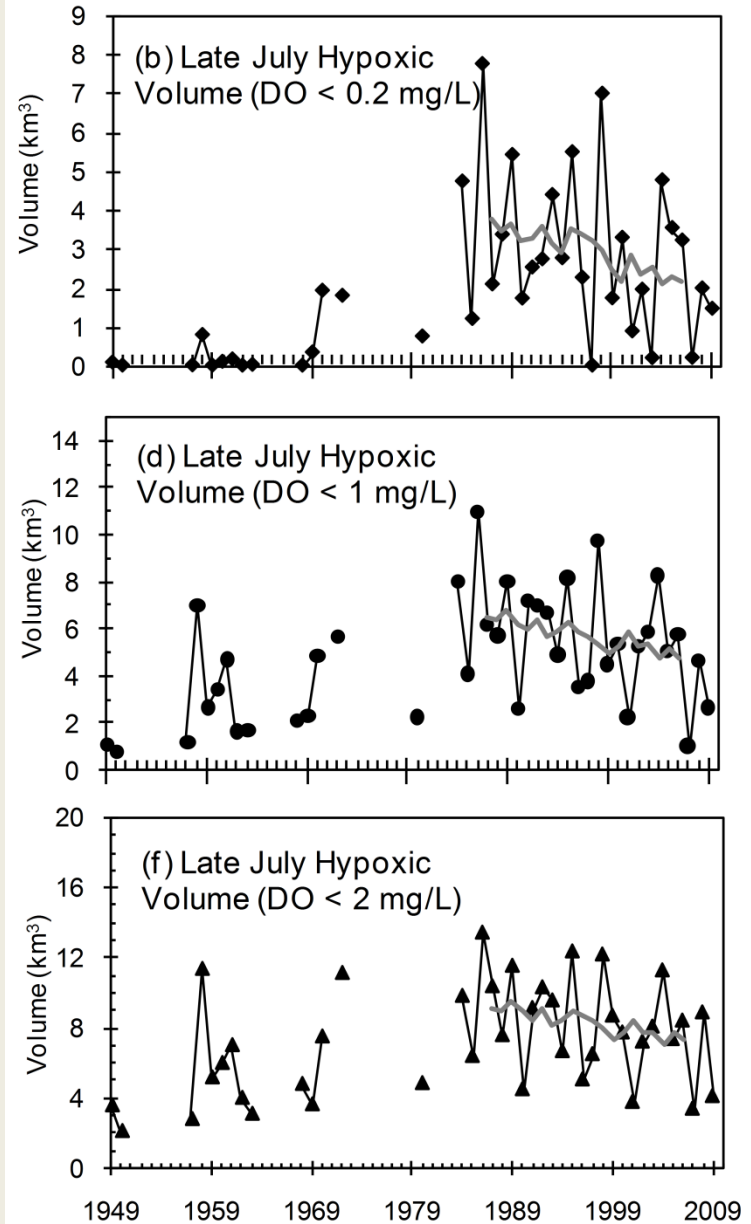 9
8
7
6
5
4
3
2
1
0
Volume (km³)
(b) Late July Hypoxic
Volume (DO < 0.2 mg/L)
14
12
10
8
6
4
2
0
Volume (km³)
(d) Late July Hypoxic
Volume (DO < 1 mg/L)
20
16
12
8
4
0
Volume (km³)
(f) Late July Hypoxic
Volume (DO < 2 mg/L)
1949 1959 1969 1979 1989 1999 2009